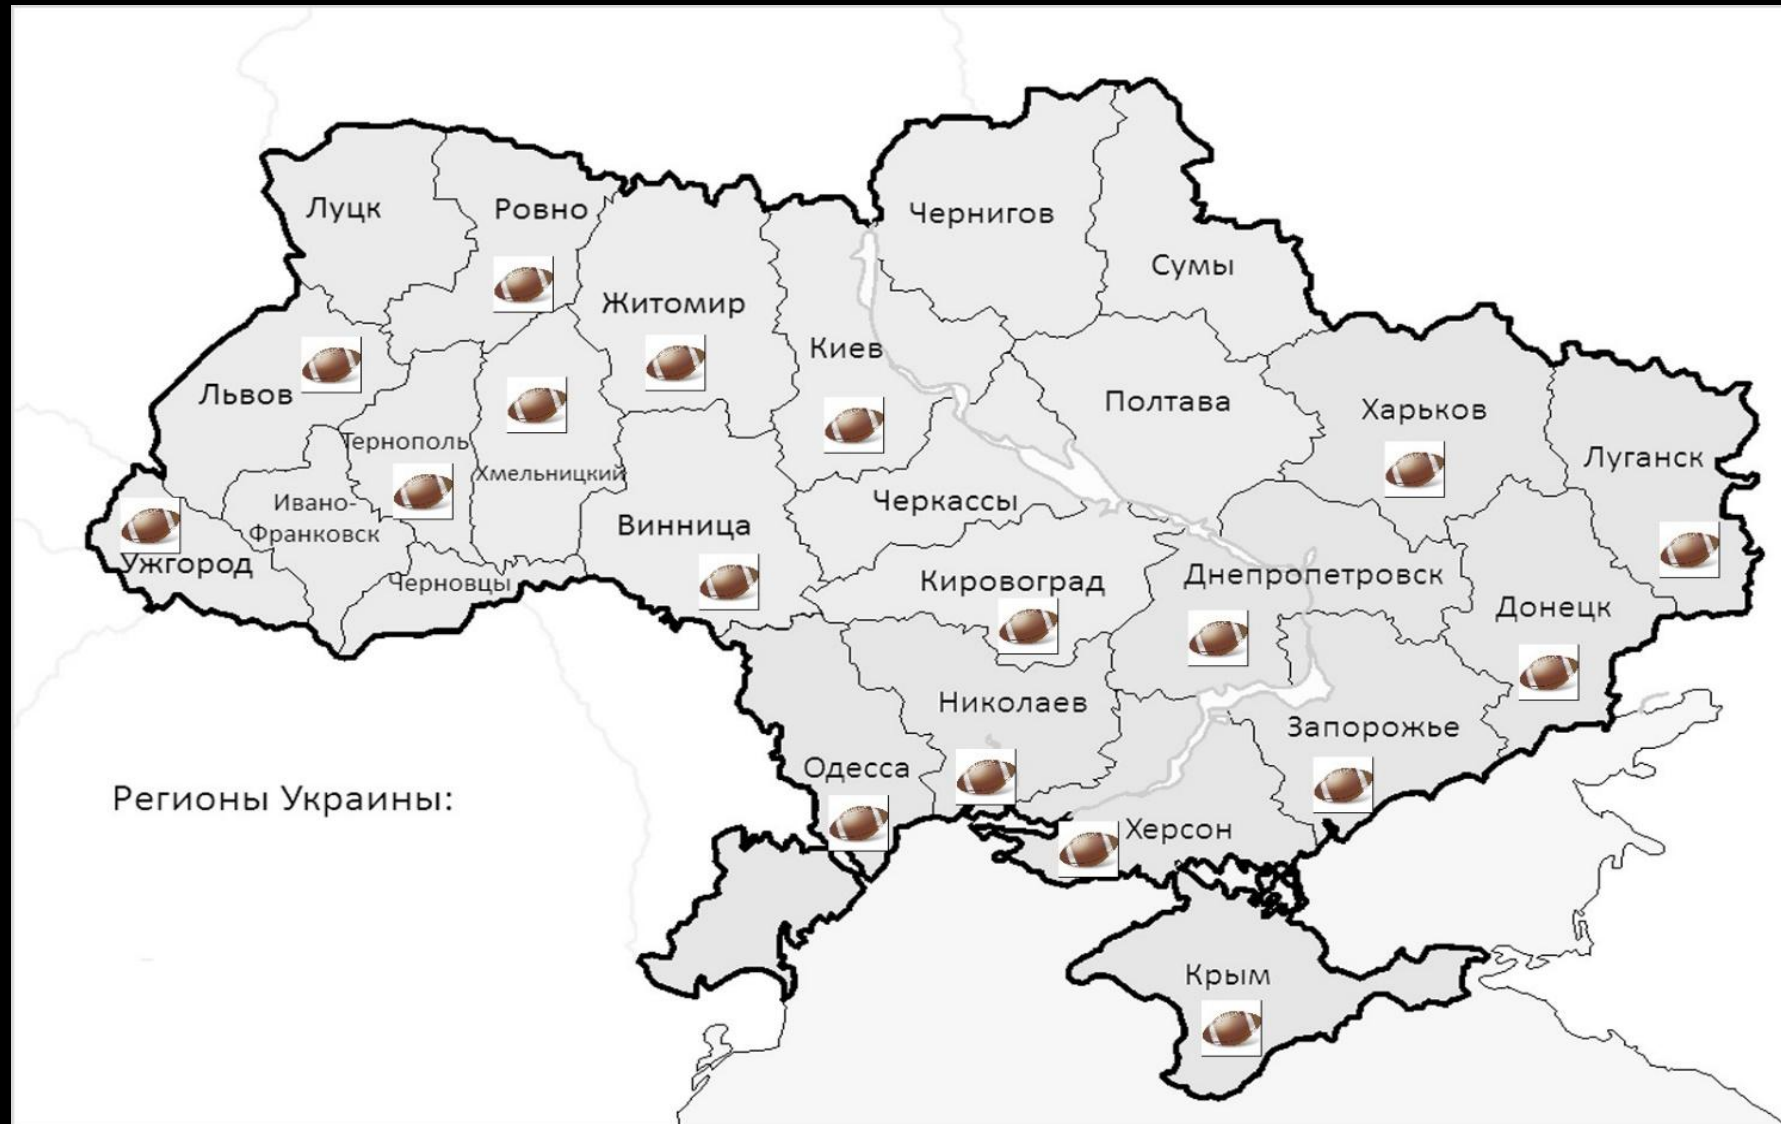 Луцк
Ровно
Чернигов
Сумы
Житомир
Киев
Львов
Полтава
Харьков
Тернополь
Хмельницкий
Луганск
Ивано-
Франковск
Черкассы
Винница
Ужгород
Черновцы
Кировоград
Днепропетровск
Донецк
Николаев
Запорожье
Одесса
Регионы Украины:
Херсон
Крым